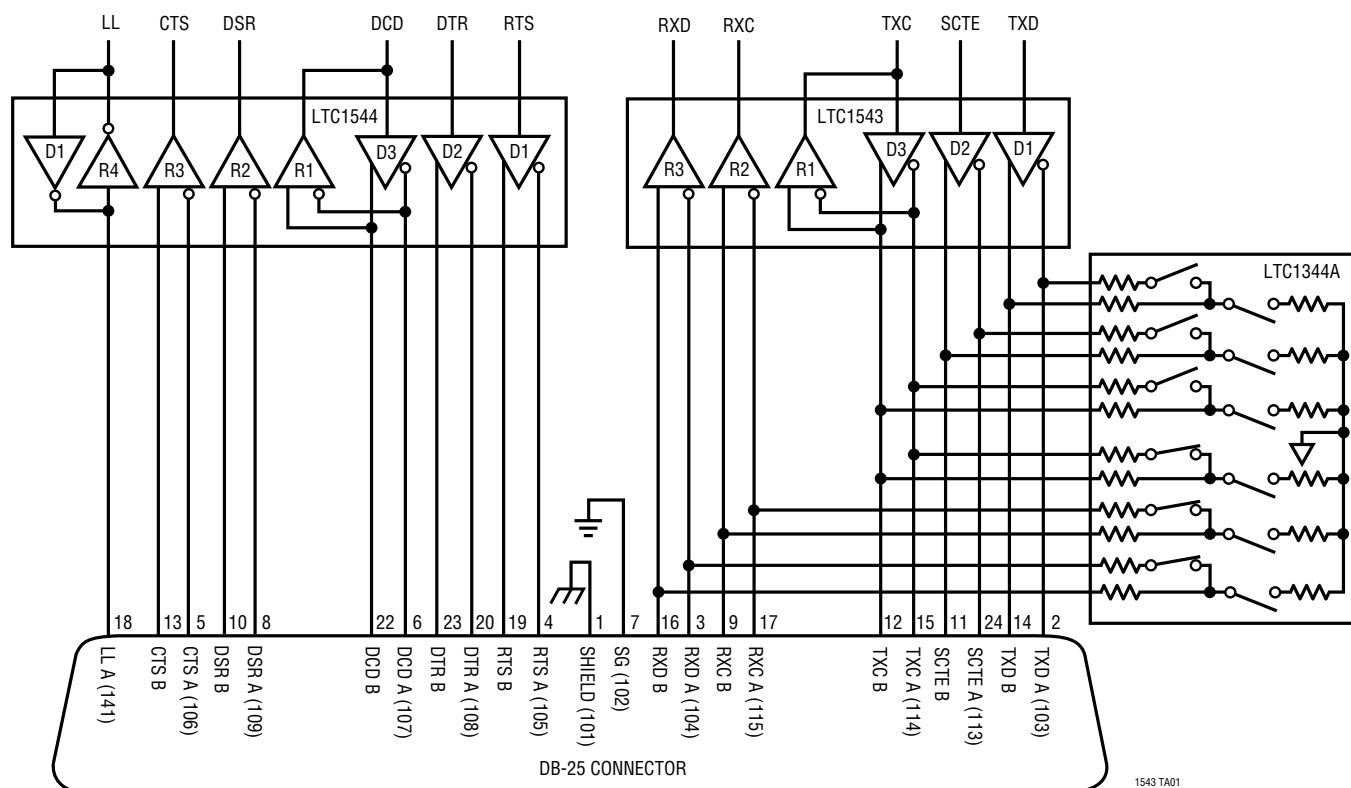 LL CTS DSR DCD DTR RTS RXD RXC TXC SCTE TXD
LTC1544 LTC1543
D1 R4 R3 R2 R1 D3 D2 D1 R3 R2 R1 D3 D2 D1
LTC1344A
18 13 5 10 8 22 6 23 20 19 4 1 7 16 3 9 17 12 15 11 24 14 2
LL A (141)
CTS B
CTS A (106)
DSR B
DSR A (109)
DCD B
DCD A (107)
DTR B
DTR A (108)
RTS B
RTS A (105)
SHIELD (101)
SG (102)
RXD B
RXD A (104)
RXC B
RXC A (115)
TXC B
TXC A (114)
SCTE B
SCTE A (113)
TXD B
TXD A (103)
DB-25 CONNECTOR
1543 TA01